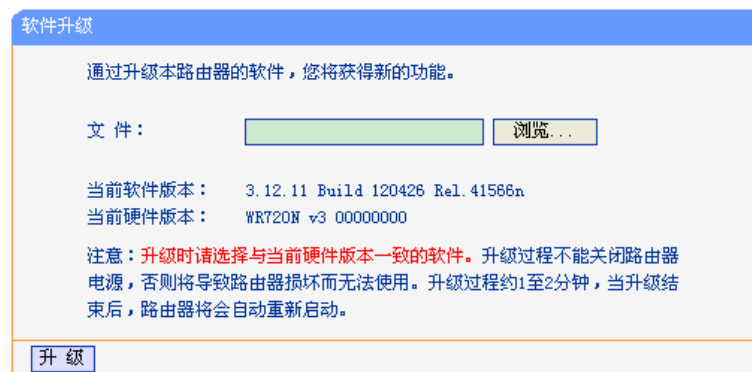 软件升级
通过升级本路由器的软件，您将获得新的功能。
文 件：
浏览...
当前软件版本： 3.12.11 Build 120426 Rel.41566n
当前硬件版本： WR720N v3 00000000
注意：升级时请选择与当前硬件版本一致的软件。升级过程不能关闭路由器
电源，否则将导致路由器损坏而无法使用。升级过程约1至2分钟，当升级结
束后，路由器将会自动重新启动。
升 级